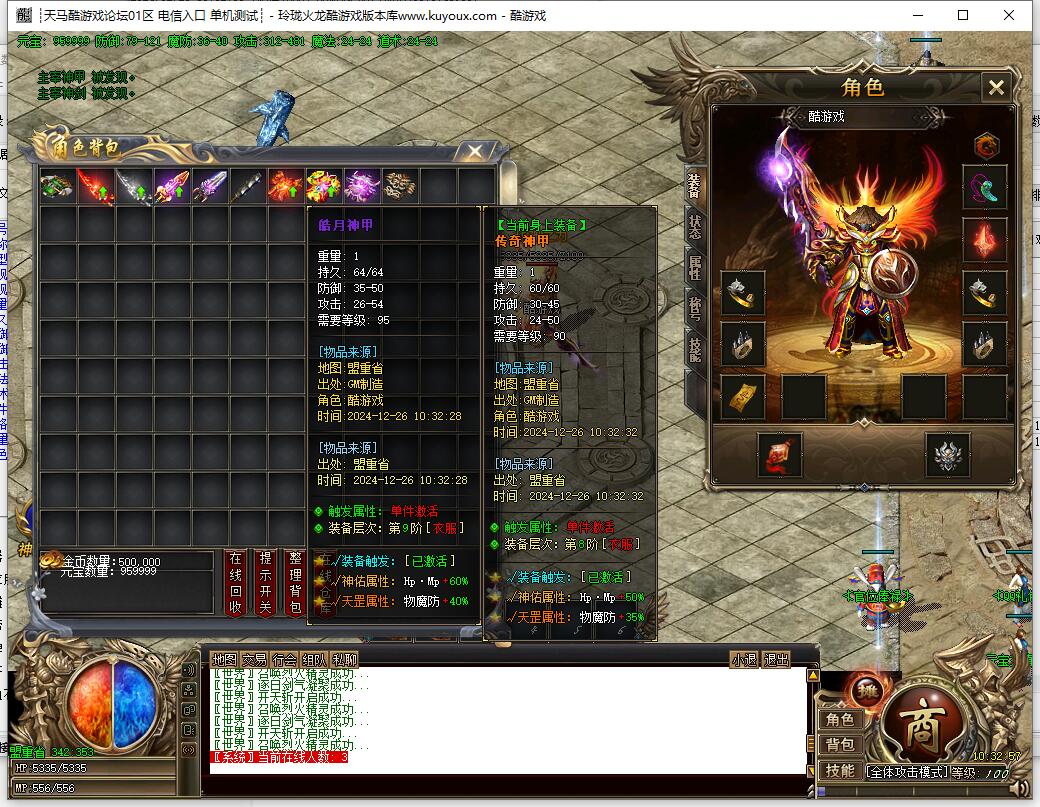 天马酷游戏论坛01区 电信入口 单机测试 - 玲珑火龙酷游戏版本库www.kuyoux.com - 酷游戏
元宝: 959999 防御:79-121 魔防:36-40 攻击:312-481 魔法:24-24 道术:24-24
主宰神甲 被发现。
主宰神剑 被发现。
角色背包
皓月神甲
重量: 1
持久: 64/64
防御: 35-50
攻击: 26-54
需要等级: 95
[物品来源]
地图:盟重省
出处:GM制造
角色:酷游戏
时间:2024-12-26 10:32:28
[物品来源]
出处: 盟重省
时间: 2024-12-26 10:32:28
触发属性: 单件激活
装备层次: 第9阶[衣服]
√装备触发: [已激活]
√神佑属性: Hp·Mp+60%
√天罡属性: 物魔防+40%
【当前身上装备】
传奇神甲
重量: 1
持久: 60/60
防御: 30-45
攻击: 24-50
需要等级: 90
[物品来源]
地图:盟重省
出处:GM制造
角色:酷游戏
时间:2024-12-26 10:32:32
[物品来源]
出处: 盟重省
时间: 2024-12-26 10:32:32
触发属性: 单件激活
装备层次: 第8阶[衣服]
√装备触发: [已激活]
√神佑属性: Hp·Mp+50%
√天罡属性: 物魔防+35%
金币数量:500,000
元宝数量: 959999
在线回收
提示开关
整理背包
角色
酷游戏
装备
状态
属性
称号
技能
神
【官位俸禄】
元宝
地图 交易 行会 组队 私聊
小退 退出
【世界】召唤烈火精灵成功...
【世界】逐日剑气凝聚成功...
【世界】开天斩开启成功...
【世界】召唤烈火精灵成功...
【世界】逐日剑气凝聚成功...
【世界】开天斩开启成功...
【世界】召唤烈火精灵成功...
【系统】当前在线人数: 3
盟重省 342:353
HP:5335/5335
MP:556/556
摊
商
角色
背包
技能
10:32:57
[全体攻击模式]等级: 100